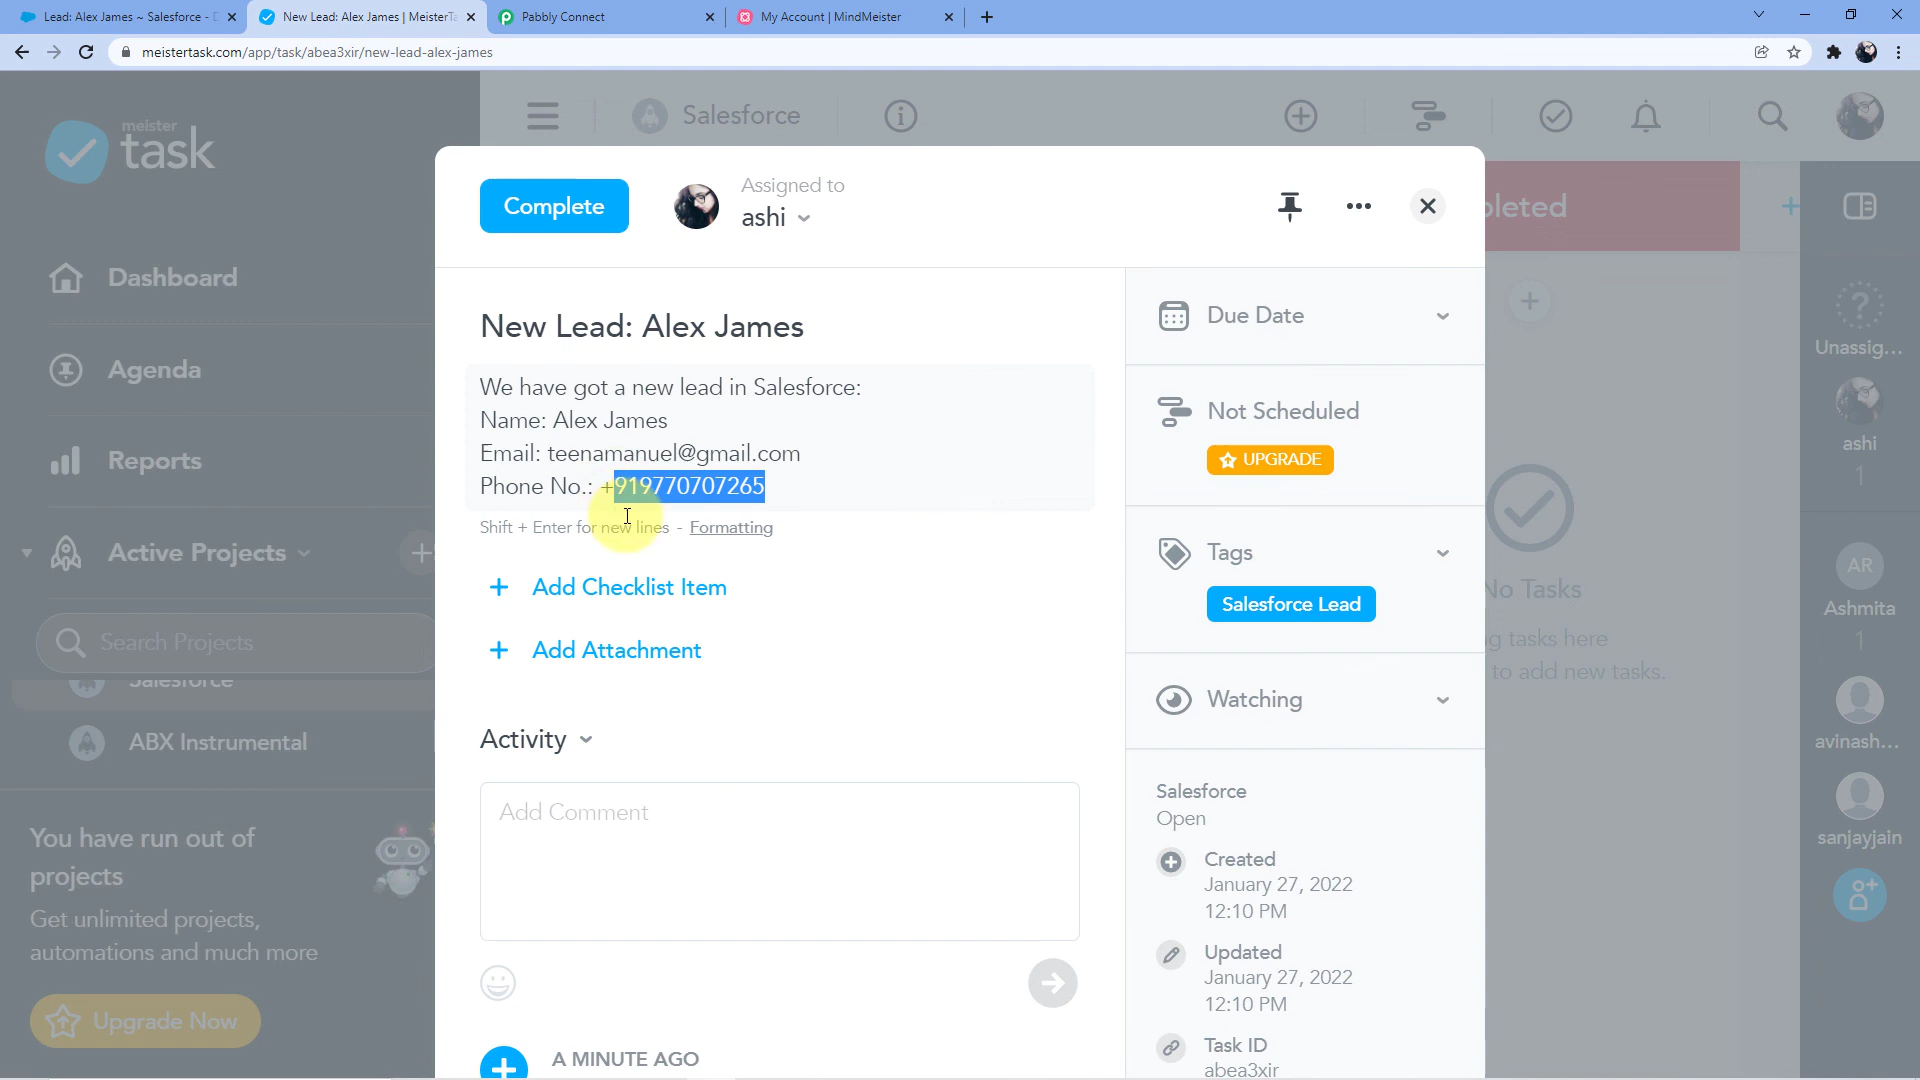 Lead: Alex James ~ Salesforce -
New Lead: Alex James | MeisterTa
Pabbly Connect
My Account | MindMeister
meistertask.com/app/task/abea3xir/new-lead-alex-james
meister
task
Salesforce
Complete
Assigned to
ashi
pleted
Dashboard
New Lead: Alex James
Due Date
Unassig...
Agenda
We have got a new lead in Salesforce:
Name: Alex James
Email: teenamanuel@gmail.com
Phone No.: +919770707265
Not Scheduled
UPGRADE
ashi
1
Reports
Shift + Enter for new lines - Formatting
Active Projects
Tags
Salesforce Lead
AR
Ashmita
1
Add Checklist Item
No Tasks
g tasks here
to add new tasks.
Search Projects
Add Attachment
Salesforce
ABX Instrumental
Watching
avinash...
Activity
Add Comment
Salesforce
Open
sanjayjain
You have run out of
projects
Get unlimited projects,
automations and much more
Created
January 27, 2022
12:10 PM
Updated
January 27, 2022
12:10 PM
Upgrade Now
A MINUTE AGO
Task ID
abea3xir